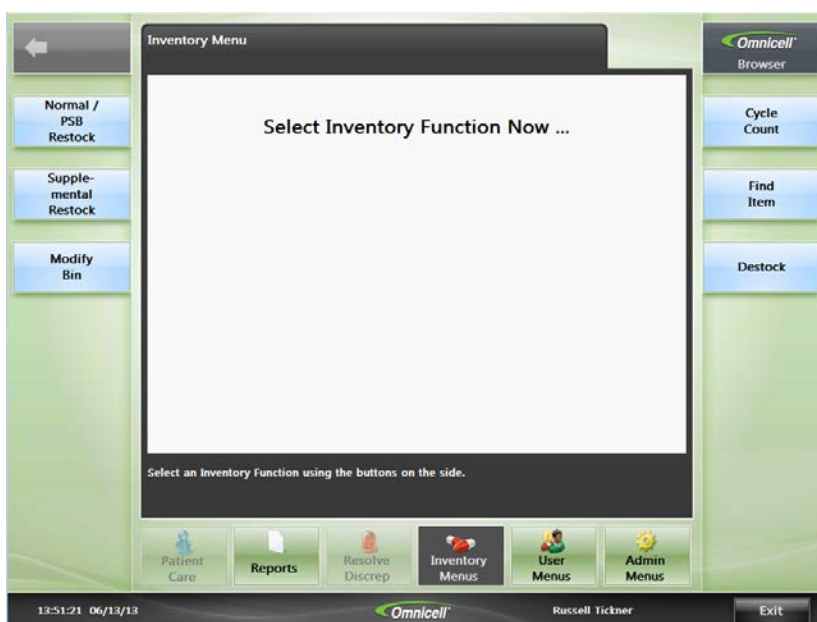 Inventory Menu
Omnicell
Browser
Normal /
PSB
Restock
Select Inventory Function Now ...
Cycle
Count
Supple-
mental
Restock
Find
Item
Modify
Bin
Destock
Select an Inventory Function using the buttons on the side.
Patient
Care
Reports
Resolve
Discrep
Inventory
Menus
User
Menus
Admin
Menus
13:51:21 06/13/13
Omnicell
Russell Tickner
Exit